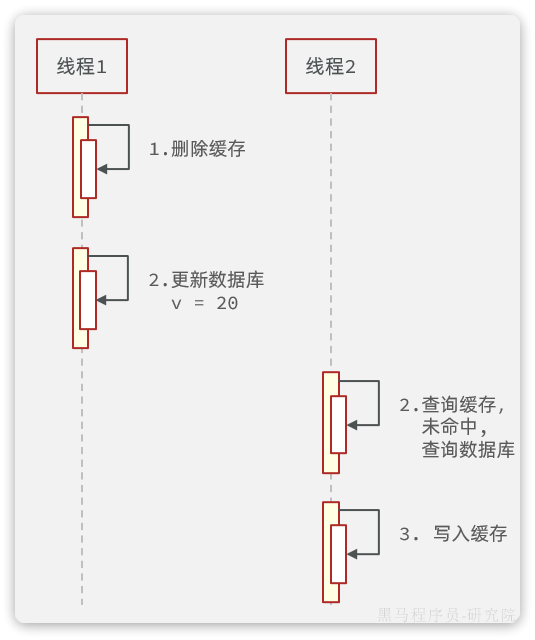 线程1
线程2
1.删除缓存
2.更新数据库
v = 20
2.查询缓存,
未命中,
查询数据库
3. 写入缓存
黑马程序员-研究院